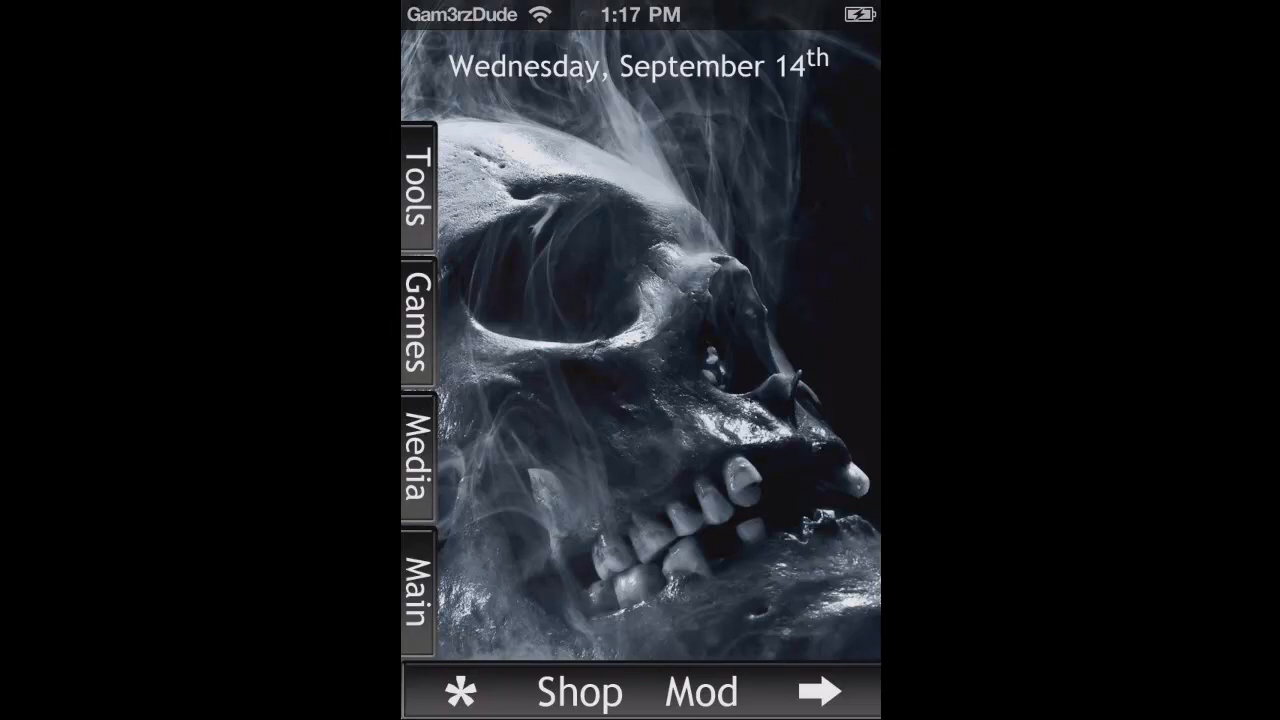 Gam3rzDude 1:17 PM
Wednesday, September 14th
Tools
Games
Media
Main
* Shop Mod